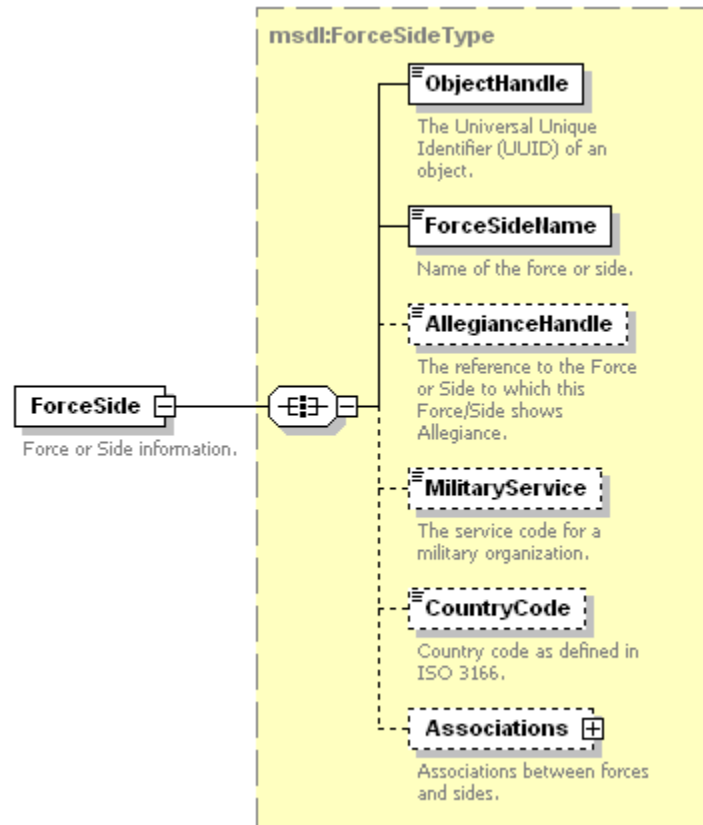 msdl:ForceSideType
ObjectHandle
The Universal Unique
Identifier (UUID) of an
object.
ForceSideName
Name of the force or side.
AllegianceHandle
The reference to the Force
or Side to which this
Force/Side shows
Allegiance.
ForceSide
Force or Side information.
MilitaryService
The service code for a
military organization.
CountryCode
Country code as defined in
ISO 3166.
Associations
Associations between forces
and sides.